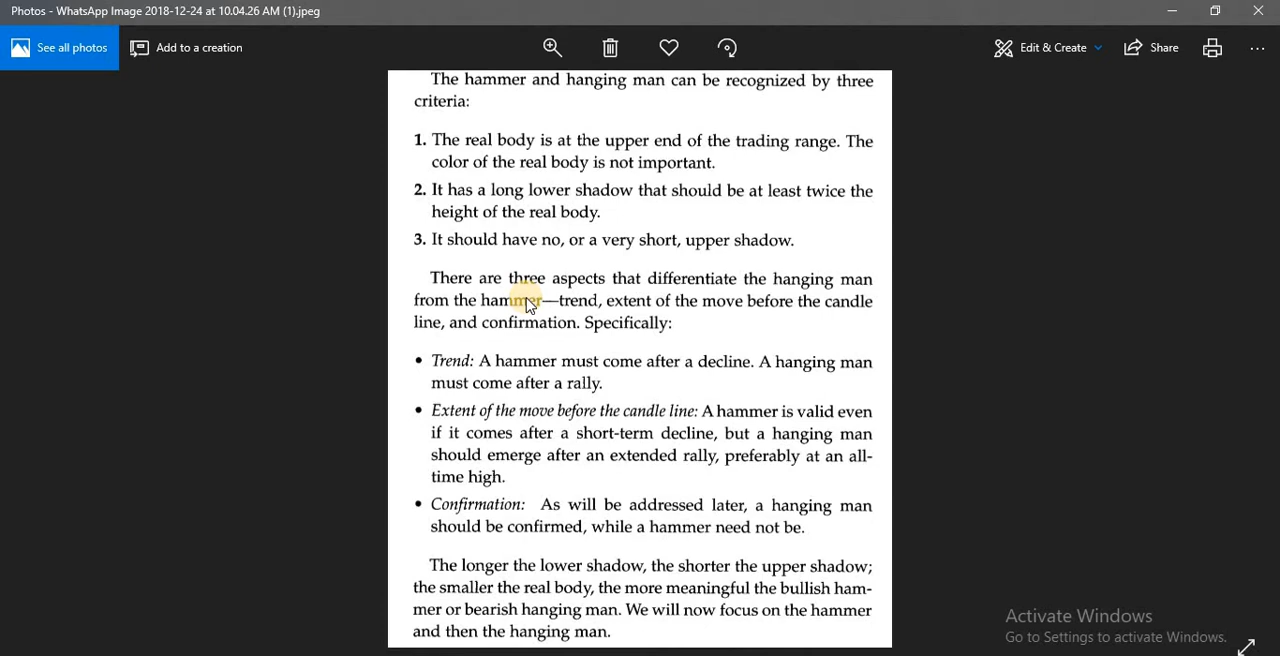 Photos - WhatsApp Image 2018-12-24 at 10.04.26 AM (1).jpeg
See all photos
Add to a creation
Edit & Create
Share
The hammer and hanging man can be recognized by three
criteria:
1. The real body is at the upper end of the trading range. The
color of the real body is not important.
2. It has a long lower shadow that should be at least twice the
height of the real body.
3. It should have no, or a very short, upper shadow.
There are three aspects that differentiate the hanging man
from the hammer—trend, extent of the move before the candle
line, and confirmation. Specifically:
• Trend: A hammer must come after a decline. A hanging man
must come after a rally.
• Extent of the move before the candle line: A hammer is valid even
if it comes after a short-term decline, but a hanging man
should emerge after an extended rally, preferably at an all-
time high.
• Confirmation: As will be addressed later, a hanging man
should be confirmed, while a hammer need not be.
The longer the lower shadow, the shorter the upper shadow;
the smaller the real body, the more meaningful the bullish ham-
mer or bearish hanging man. We will now focus on the hammer
and then the hanging man.
Activate Windows
Go to Settings to activate Windows.